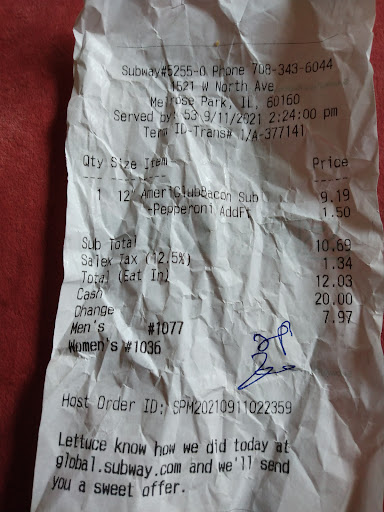 Subway#5255-0 Phone 708-343-6044
1521 W North Ave
Melrose Park, IL, 60160
Served by: 53 9/11/2021 2:24:00 pm
Term ID-Trans# 1/A-377141
Qty Size Item Price
1 12" AmeriClubBacon Sub 9.19
-Pepperoni AddFt 1.50
Sub Total 10.69
Sales Tax (12.5%) 1.34
Total (Eat In) 12.03
Cash 20.00
Change 7.97
Men's #1077
Women's #1036
Host Order ID: SPM20210911022359
Lettuce know how we did today at
global.subway.com and we'll send
you a sweet offer.